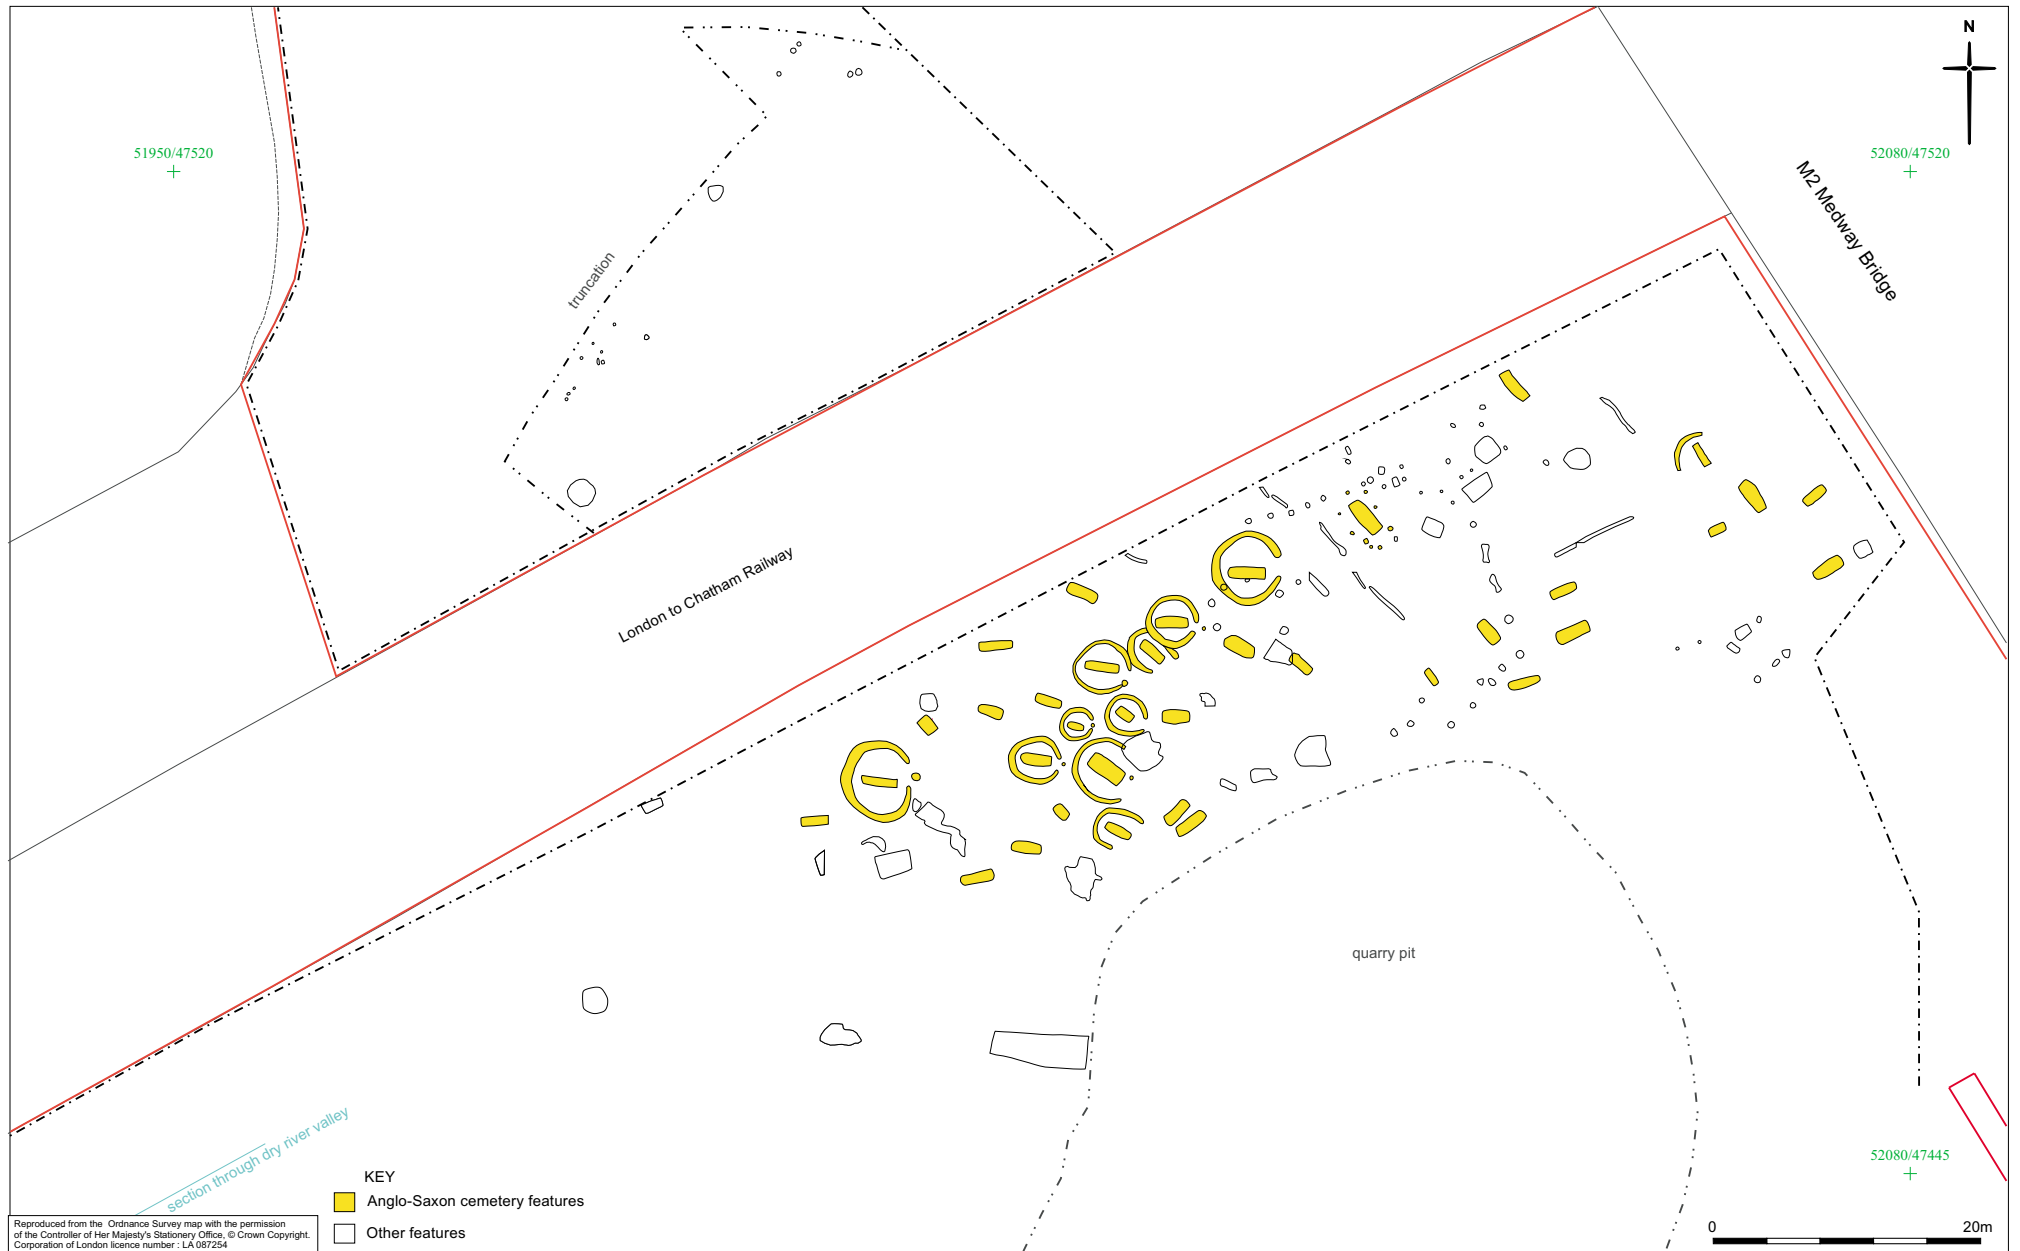 N
51950/47520
52080/47520
M2 Medway Bridge
truncation
London to Chatham Railway
quarry pit
section through dry river valley
52080/47445
KEY
Anglo-Saxon cemetery features
Other features
0 20m
Reproduced from the Ordnance Survey map with the permission
of the Controller of Her Majesty's Stationery Office, © Crown Copyright.
Corporation of London licence number : LA 087254